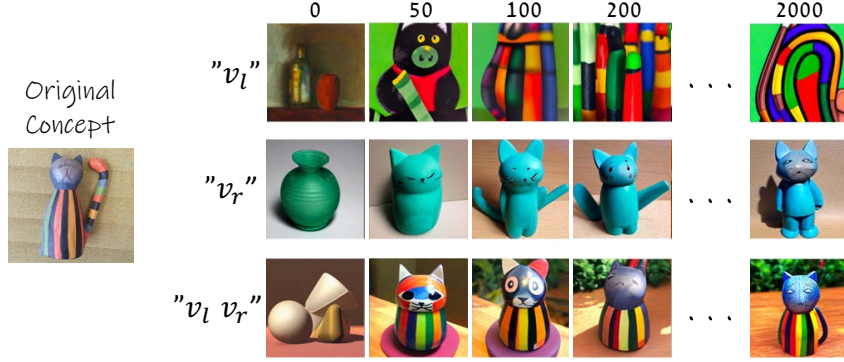 0 50 100 200 2000
"v_l"
Original
Concept
. . .
"v_r"
. . .
"v_l v_r"
. . .